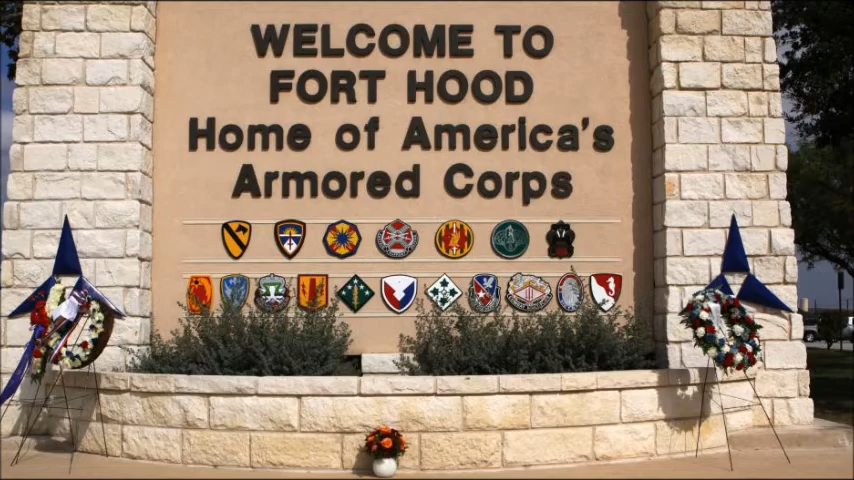 WELCOME TO
FORT HOOD
Home of America's
Armored Corps